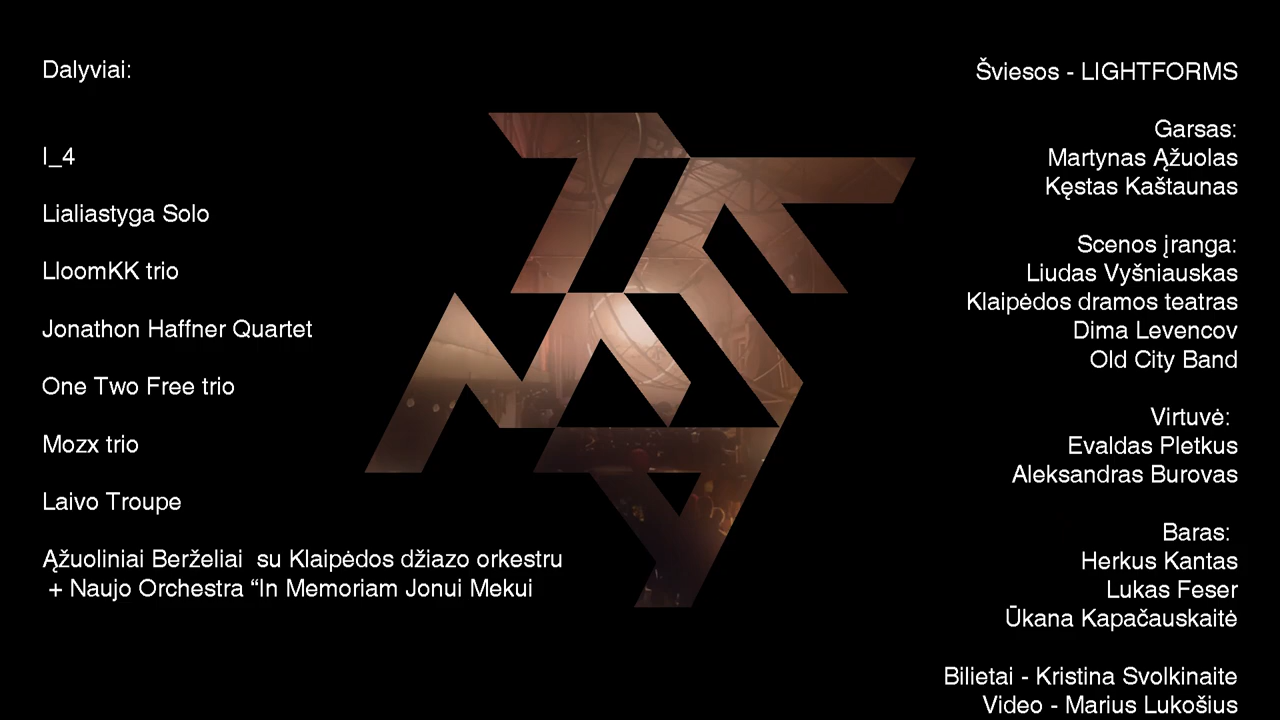 Dalyviai:
I_4
Lialiastyga Solo
LloomKK trio
Jonathon Haffner Quartet
One Two Free trio
Mozx trio
Laivo Troupe
Ąžuoliniai Berželiai  su Klaipėdos džiazo orkestru
+ Naujo Orchestra “In Memoriam Jonui Mekui
Šviesos - LIGHTFORMS
Garsas:
Martynas Ąžuolas
Kęstas Kaštaunas
Scenos įranga:
Liudas Vyšniauskas
Klaipėdos dramos teatras
Dima Levencov
Old City Band
Virtuvė:
Evaldas Pletkus
Aleksandras Burovas
Baras:
Herkus Kantas
Lukas Feser
Ūkana Kapačauskaitė
Bilietai - Kristina Svolkinaite
Video - Marius Lukošius